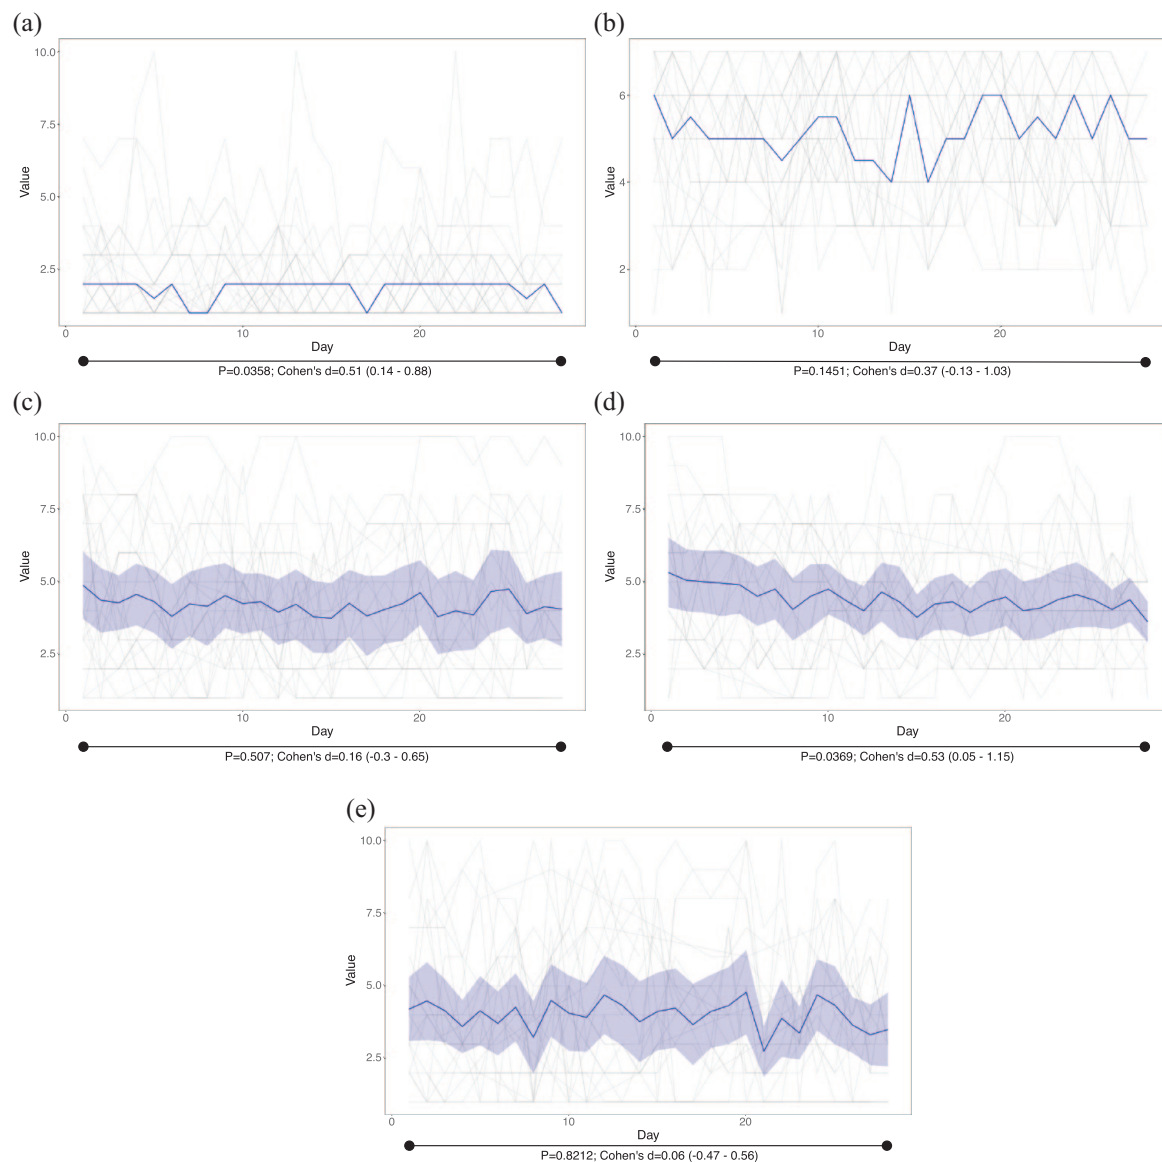 (a)
10.0
7.5
5.0
2.5
Value
0
10
20
Day
P=0.0358; Cohen's d=0.51 (0.14 - 0.88)
(b)
6
4
2
Value
0
10
20
Day
P=0.1451; Cohen's d=0.37 (-0.13 - 1.03)
(c)
10.0
7.5
5.0
2.5
Value
0
10
20
Day
P=0.507; Cohen's d=0.16 (-0.3 - 0.65)
(d)
10.0
7.5
5.0
2.5
Value
0
10
20
Day
P=0.0369; Cohen's d=0.53 (0.05 - 1.15)
(e)
10.0
7.5
5.0
2.5
Value
0
10
20
Day
P=0.8212; Cohen's d=0.06 (-0.47 - 0.56)